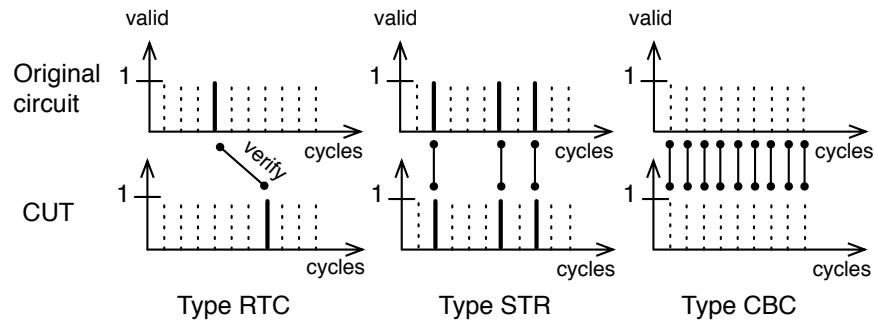 valid valid valid
Original circuit
1 1 1
cycles cycles cycles
verify
CUT
1 1 1
cycles cycles cycles
Type RTC Type STR Type CBC